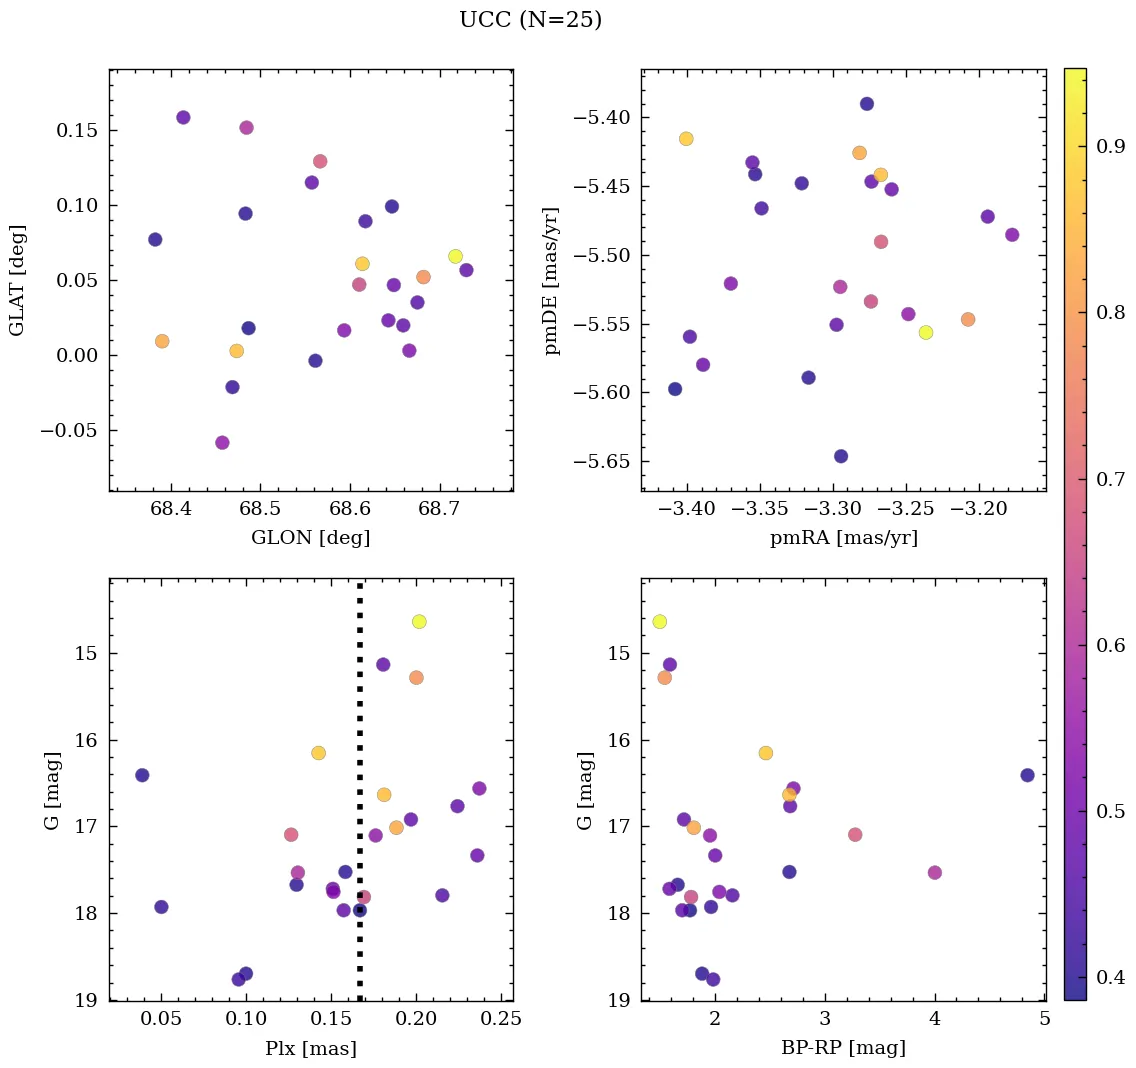 UCC (N=25)
0.15
0.10
0.05
0.00
−0.05
GLAT [deg]
68.4 68.5 68.6 68.7
GLON [deg]
−5.40
−5.45
−5.50
−5.55
−5.60
−5.65
pmDE [mas/yr]
−3.40 −3.35 −3.30 −3.25 −3.20
pmRA [mas/yr]
15
16
17
18
19
G [mag]
0.05 0.10 0.15 0.20 0.25
Plx [mas]
15
16
17
18
19
G [mag]
2 3 4 5
BP-RP [mag]
0.9
0.8
0.7
0.6
0.5
0.4